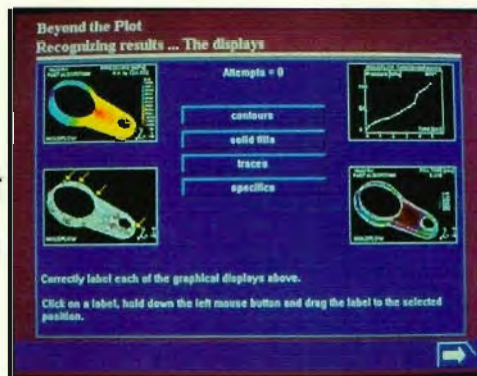 Beyond the Plot
Recognizing results ... The displays
Attempts = 0
contours
solid fills
traces
specifics
MOLDFLOW
MOLDFLOW
MOLDFLOW
Correctly label each of the graphical displays above.
Click on a label, hold down the left mouse button and drag the label to the selected
position.